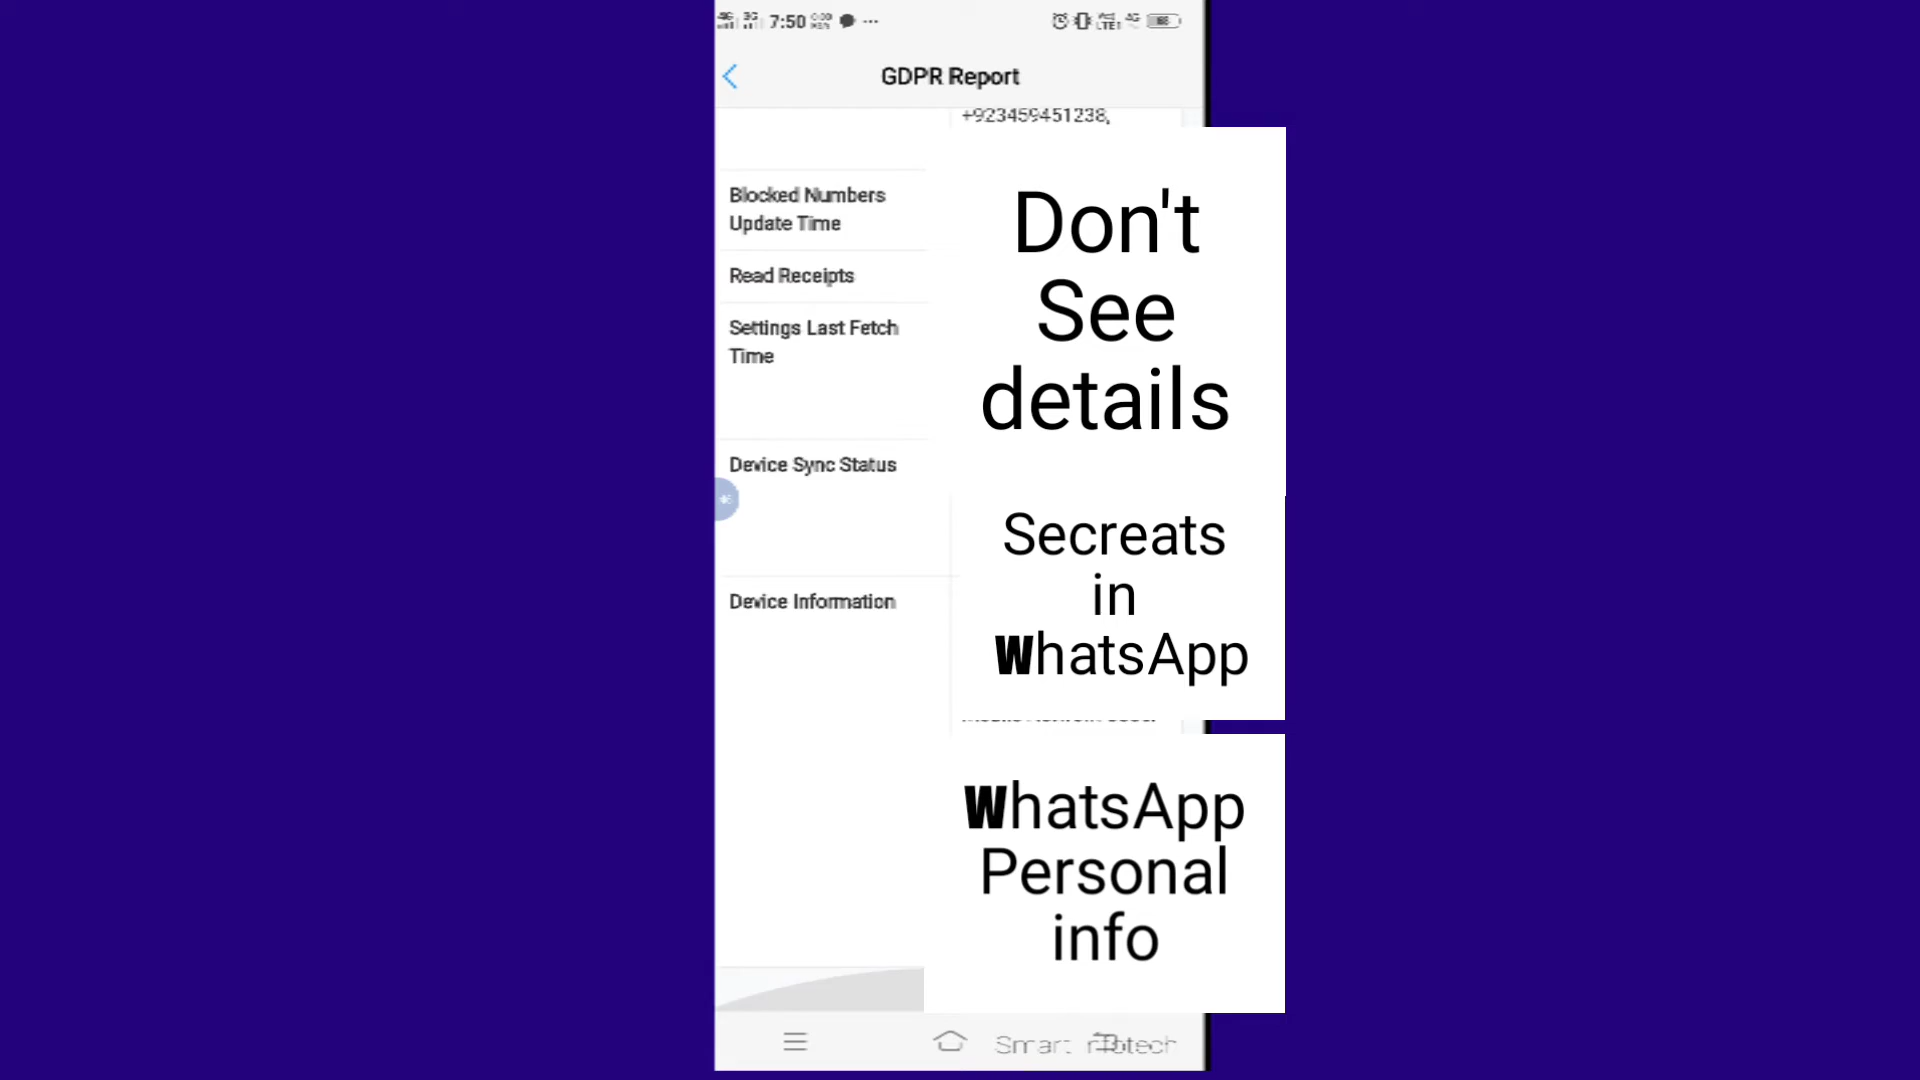 7:50
GDPR Report
+923459451238,
Blocked Numbers
Update Time
Read Receipts
Settings Last Fetch
Time
Device Sync Status
Device Information
Don't
See
details
Secreats
in
WhatsApp
WhatsApp
Personal
info
Smart